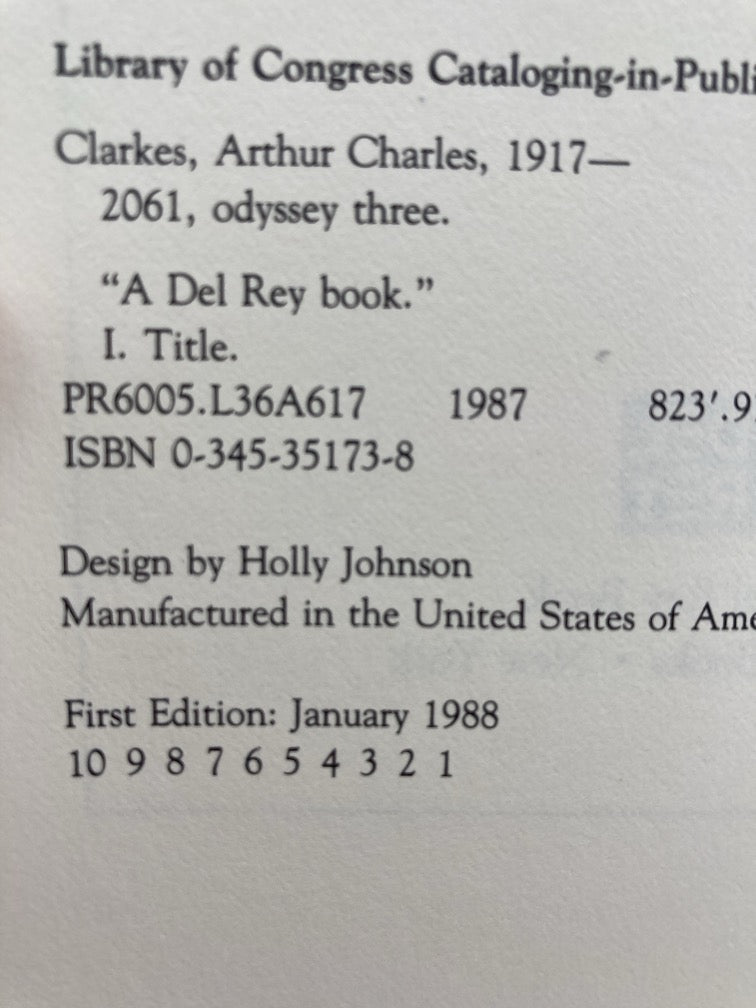 Library of Congress Cataloging-in-Publi
Clarkes, Arthur Charles, 1917—
2061, odyssey three.
“A Del Rey book.”
I. Title.
PR6005.L36A617 1987 823′.9
ISBN 0-345-35173-8
Design by Holly Johnson
Manufactured in the United States of Ame
First Edition: January 1988
10 9 8 7 6 5 4 3 2 1